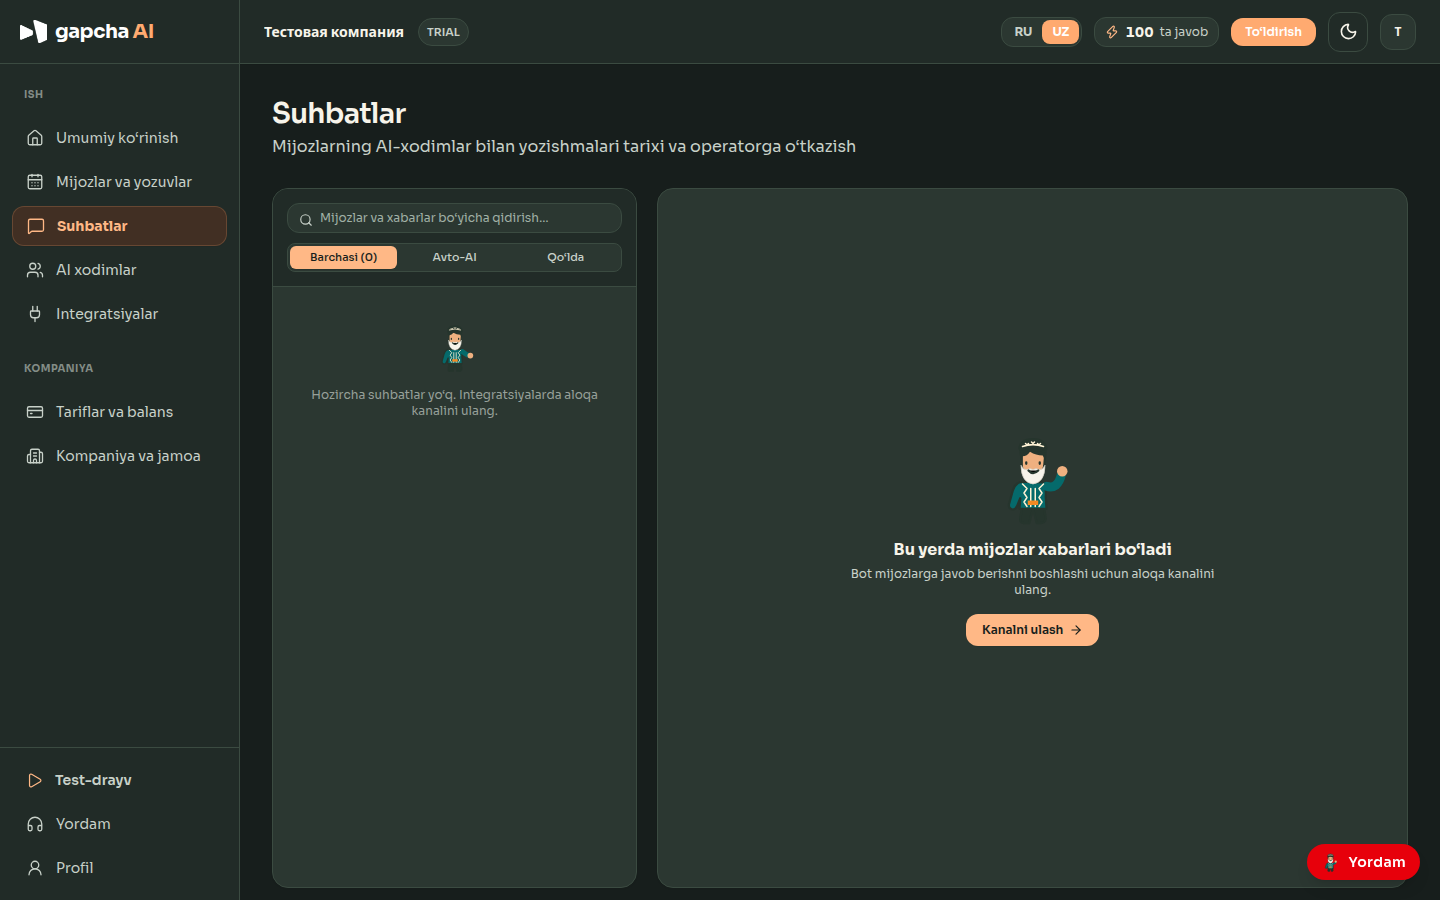 gapcha AI
Тестовая компания
TRIAL
RU
UZ
100 ta javob
To‘ldirish
T
ISH
Umumiy ko‘rinish
Mijozlar va yozuvlar
Suhbatlar
AI xodimlar
Integratsiyalar
KOMPANIYA
Tariflar va balans
Kompaniya va jamoa
Test-drayv
Yordam
Profil
Suhbatlar
Mijozlarning AI-xodimlar bilan yozishmalari tarixi va operatorga o‘tkazish
Mijozlar va xabarlar bo‘yicha qidirish...
Barchasi (0)
Avto-AI
Qo‘lda
Hozircha suhbatlar yo‘q. Integratsiyalarda aloqa
kanalini ulang.
Bu yerda mijozlar xabarlari bo‘ladi
Bot mijozlarga javob berishni boshlashi uchun aloqa kanalini
ulang.
Kanalni ulash
Yordam